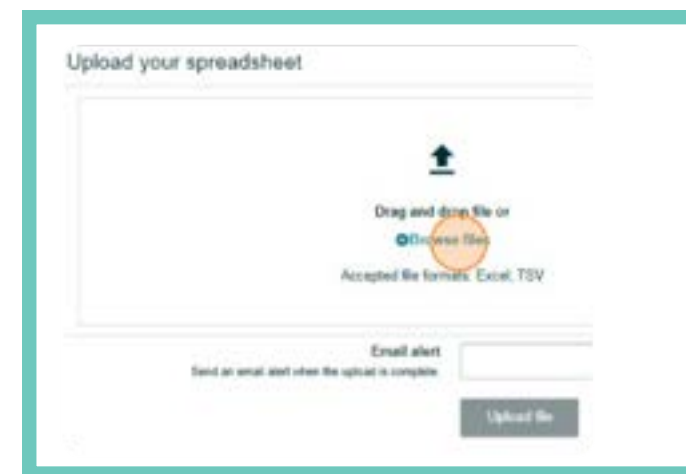 Upload your spreadsheet
Drag and drop file or
Browse files
Accepted file formats: Excel, TSV
Email alert
Send an email alert when the upload is complete.
Upload file